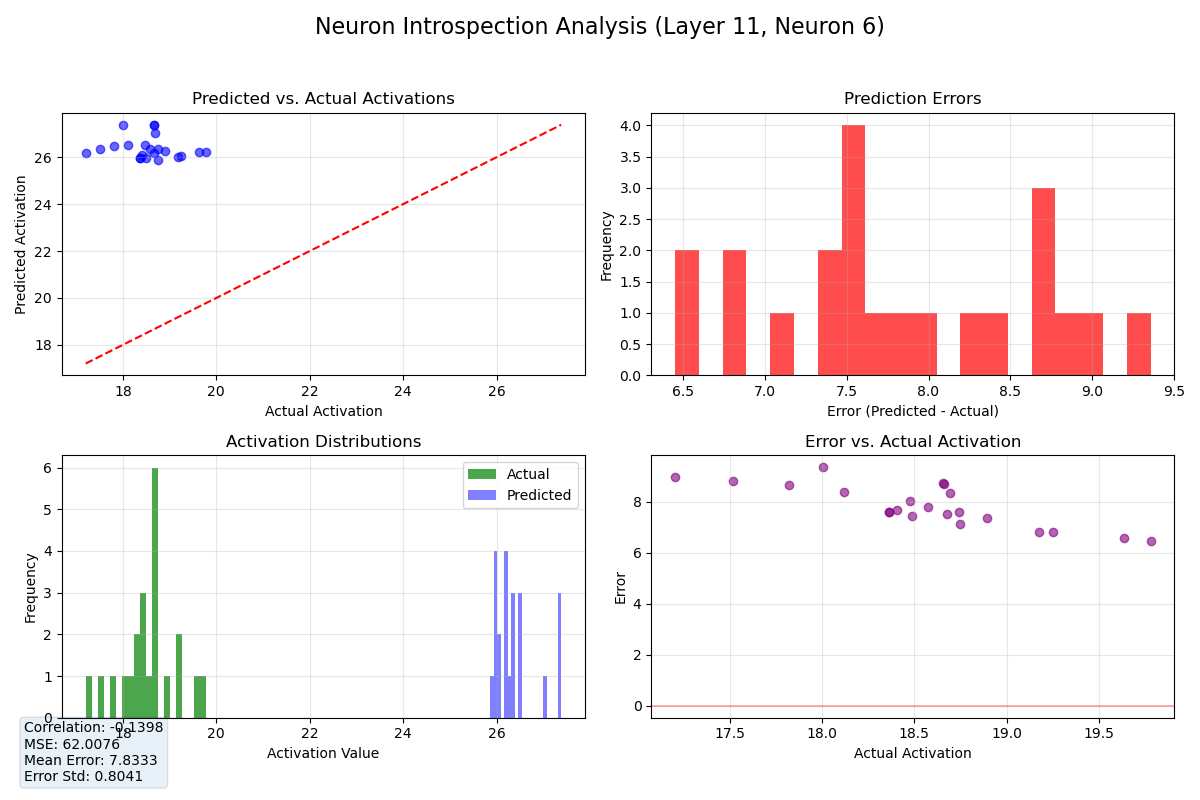 Neuron Introspection Analysis (Layer 11, Neuron 6)
Predicted vs. Actual Activations
Predicted Activation
26
24
22
20
18
18
20
22
24
26
Actual Activation
Prediction Errors
Frequency
4.0
3.5
3.0
2.5
2.0
1.5
1.0
0.5
0.0
6.5
7.0
7.5
8.0
8.5
9.0
9.5
Error (Predicted - Actual)
Activation Distributions
Actual
Predicted
Frequency
6
5
4
3
2
1
0
18
20
22
24
26
Activation Value
Error vs. Actual Activation
Error
8
6
4
2
0
17.5
18.0
18.5
19.0
19.5
Actual Activation
Correlation: -0.1398
MSE: 62.0076
Mean Error: 7.8333
Error Std: 0.8041